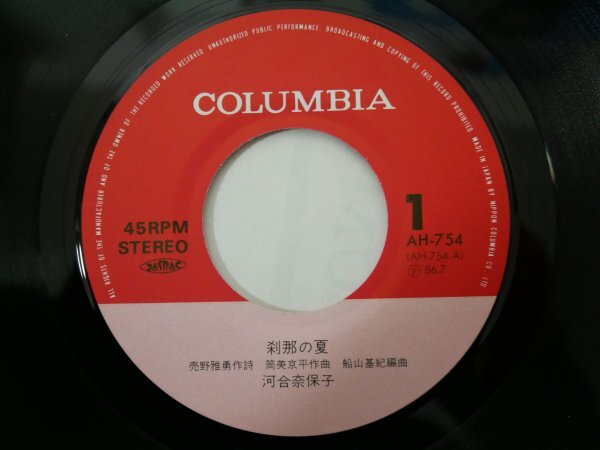 ALL RIGHTS OF THE MANUFACTURER AND OF THE OWNER OF THE RECORDED WORK RESERVED. UNAUTHORIZED PUBLIC PERFORMANCE. BROADCASTING AND COPYING OF THIS RECORD PROHIBITED. MADE IN JAPAN BY NIPPON COLUMBIA CO. LTD
COLUMBIA
45RPM
STEREO
1
AH-754
(AH-754-A)
Ⓟ'86.7
刹那の夏
売野雅勇作詩 筒美京平作曲 船山基紀編曲
河合奈保子